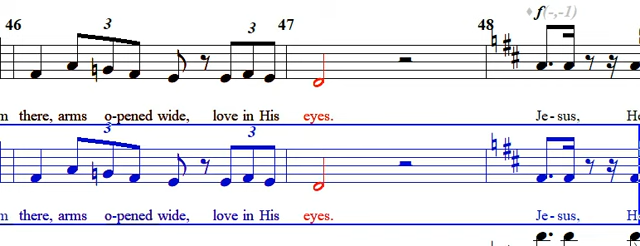 46 47 48
3 3 f(-,-1)
m there, arms o-pened wide, love in His eyes. Je-sus, He
3 3
m there, arms o-pened wide, love in His eyes. Je-sus, H